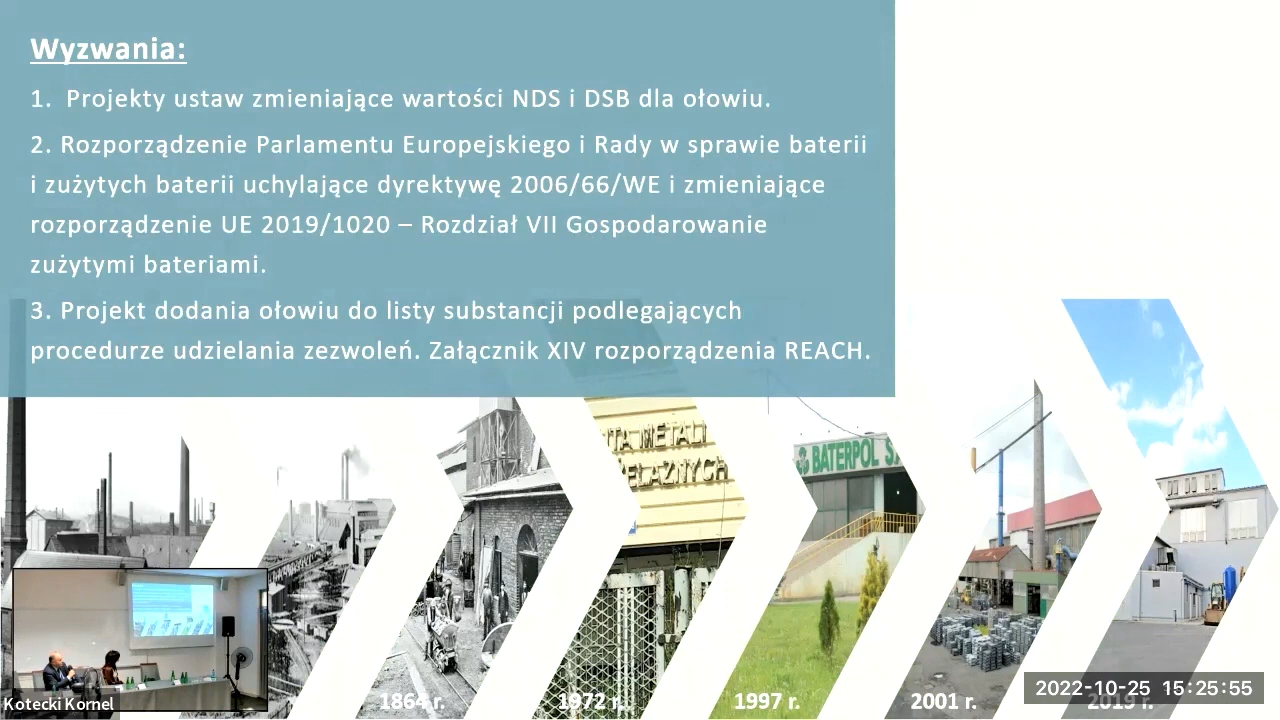 Wyzwania:
1. Projekty ustaw zmieniające wartości NDS i DSB dla ołowiu.
2. Rozporządzenie Parlamentu Europejskiego i Rady w sprawie baterii
i zużytych baterii uchylające dyrektywę 2006/66/WE i zmieniające
rozporządzenie UE 2019/1020 – Rozdział VII Gospodarowanie
zużytymi bateriami.
3. Projekt dodania ołowiu do listy substancji podlegających
procedurze udzielania zezwoleń. Załącznik XIV rozporządzenia REACH.
METALI
BATERPOL
1864 r.
1972 r.
1997 r.
2001 r.
2019 r.
2022-10-25 15:25:55
Kotecki Kornel